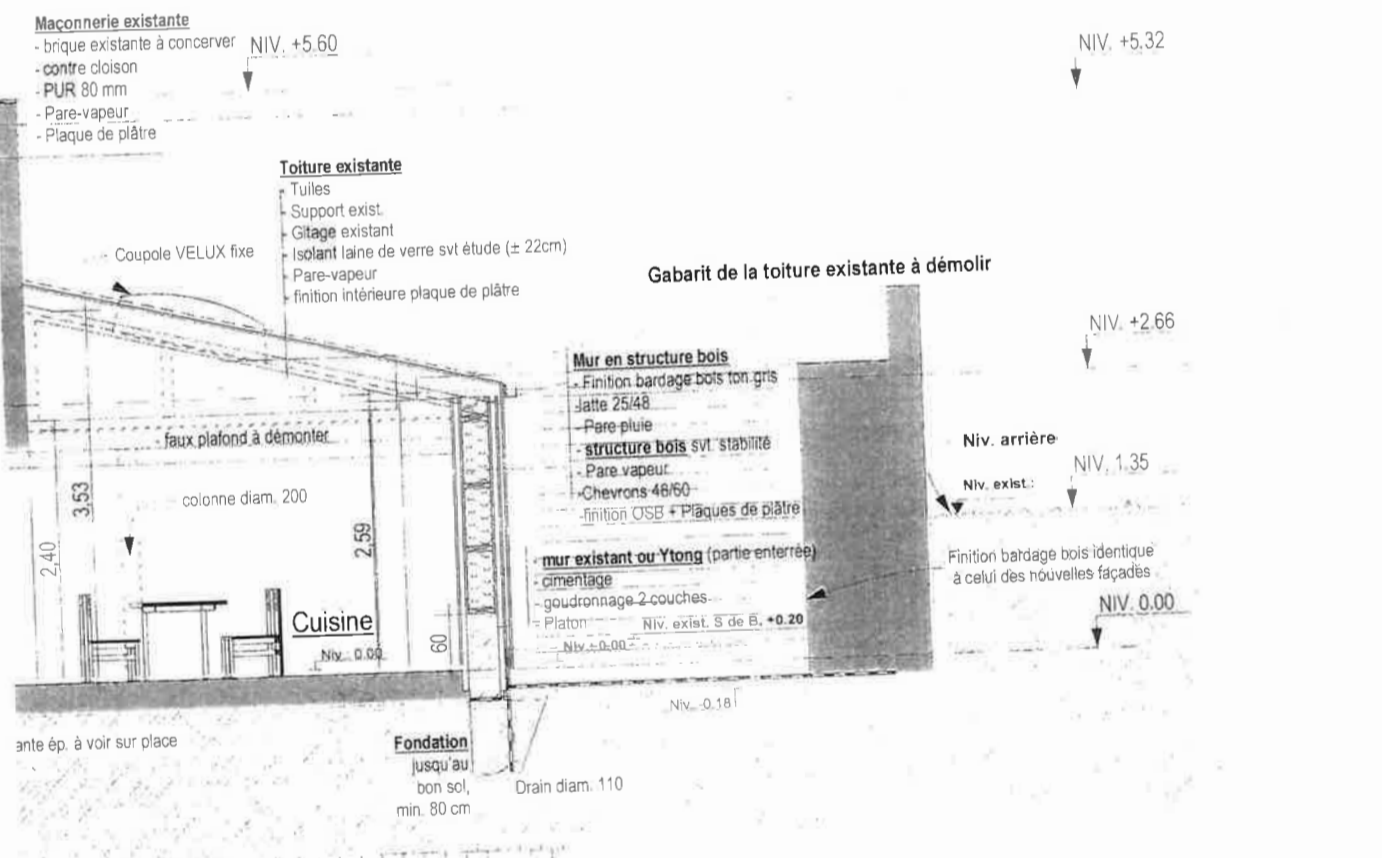 Maçonnerie existante
- brique existante à concerver
- contre cloison
- PUR 80 mm
- Pare-vapeur
- Plaque de plâtre
NIV. +5.60
NIV. +5.32
Toiture existante
- Tuiles
- Support exist.
- Gitage existant
- Isolant laine de verre svt étude (± 22cm)
- Pare-vapeur
- finition intérieure plaque de plâtre
Coupole VELUX fixe
Gabarit de la toiture existante à démolir
NIV. +2.66
Mur en structure bois
- Finition bardage bois ton gris
- latte 25/48
- Pare pluie
- structure bois svt. stabilité
- Pare vapeur
- Chevrons 48/60
- finition OSB + Plaques de plâtre
faux plafond à démonter
colonne diam. 200
3,53
2,40
2,59
60
Niv. arrière
Niv. exist.:
NIV. 1.35
- mur existant ou Ytong (partie enterrée)
- cimentage
- goudronnage 2 couches
- Platon
Niv. exist. S de B. +0.20
Niv. 0.00
Finition bardage bois identique
à celui des nouvelles façades
NIV. 0.00
Cuisine
Niv. 0.00
Niv. -0.18
ante ép. à voir sur place
Fondation
jusqu'au
bon sol,
min. 80 cm
Drain diam. 110